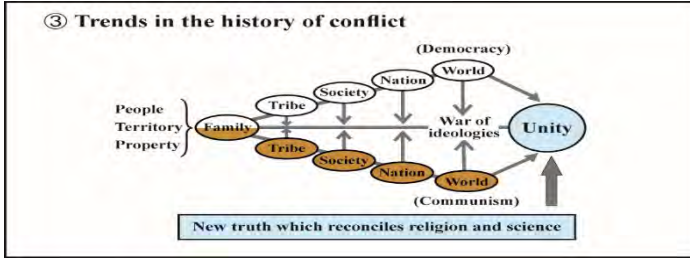 ③ Trends in the history of conflict
(Democracy)
World
Nation
Society
Tribe
People
Territory
Property
Family
War of
ideologies
Unity
Tribe
Society
Nation
World
(Communism)
New truth which reconciles religion and science